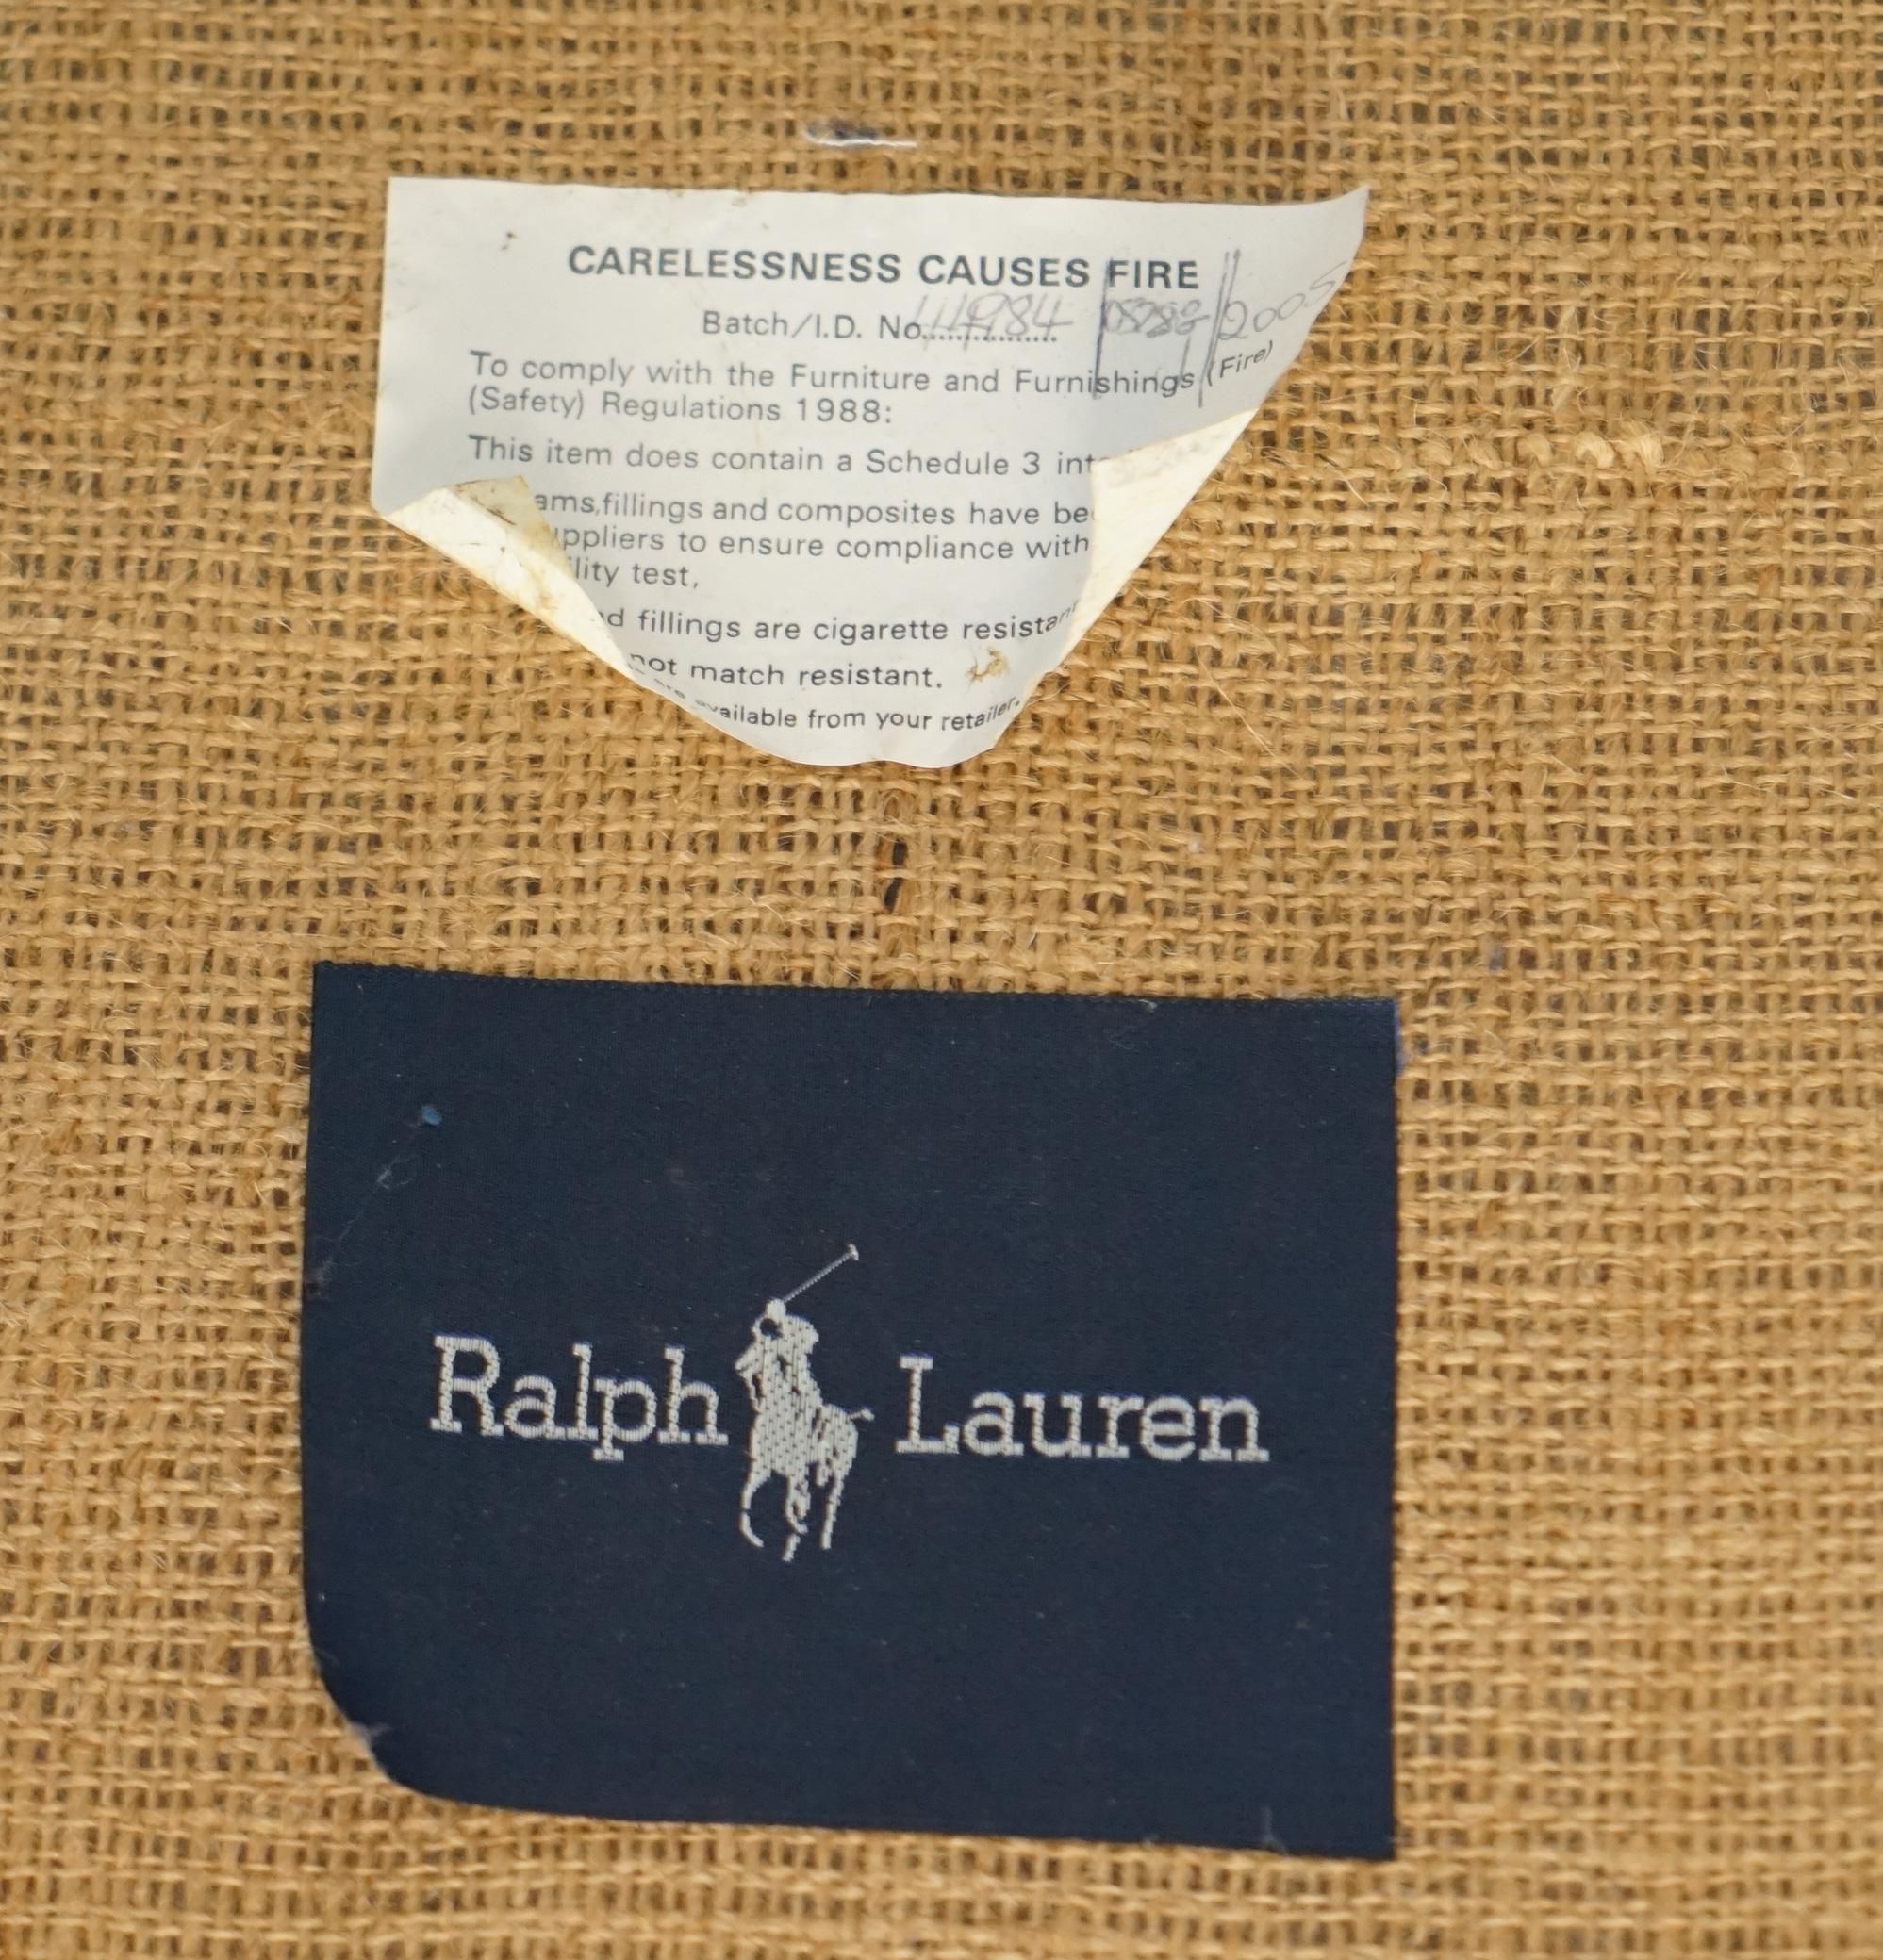 CARELESSNESS CAUSES FIRE
Batch/I.D. No................ 2005
To comply with the Furniture and Furnishings (Fire)
(Safety) Regulations 1988:
This item does contain a Schedule 3
fillings and composites have
to ensure compliance with
test,
fillings are cigarette
not match resistant.
from your retailer.
Ralph Lauren